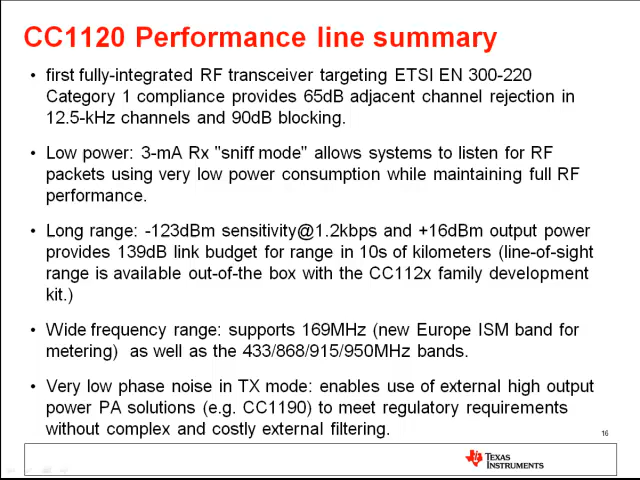 CC1120 Performance line summary
• first fully-integrated RF transceiver targeting ETSI EN 300-220
Category 1 compliance provides 65dB adjacent channel rejection in
12.5-kHz channels and 90dB blocking.
• Low power: 3-mA Rx "sniff mode" allows systems to listen for RF
packets using very low power consumption while maintaining full RF
performance.
• Long range: -123dBm sensitivity@1.2kbps and +16dBm output power
provides 139dB link budget for range in 10s of kilometers (line-of-sight
range is available out-of-the box with the CC112x family development
kit.)
• Wide frequency range: supports 169MHz (new Europe ISM band for
metering) as well as the 433/868/915/950MHz bands.
• Very low phase noise in TX mode: enables use of external high output
power PA solutions (e.g. CC1190) to meet regulatory requirements
without complex and costly external filtering.
16
TEXAS
INSTRUMENTS